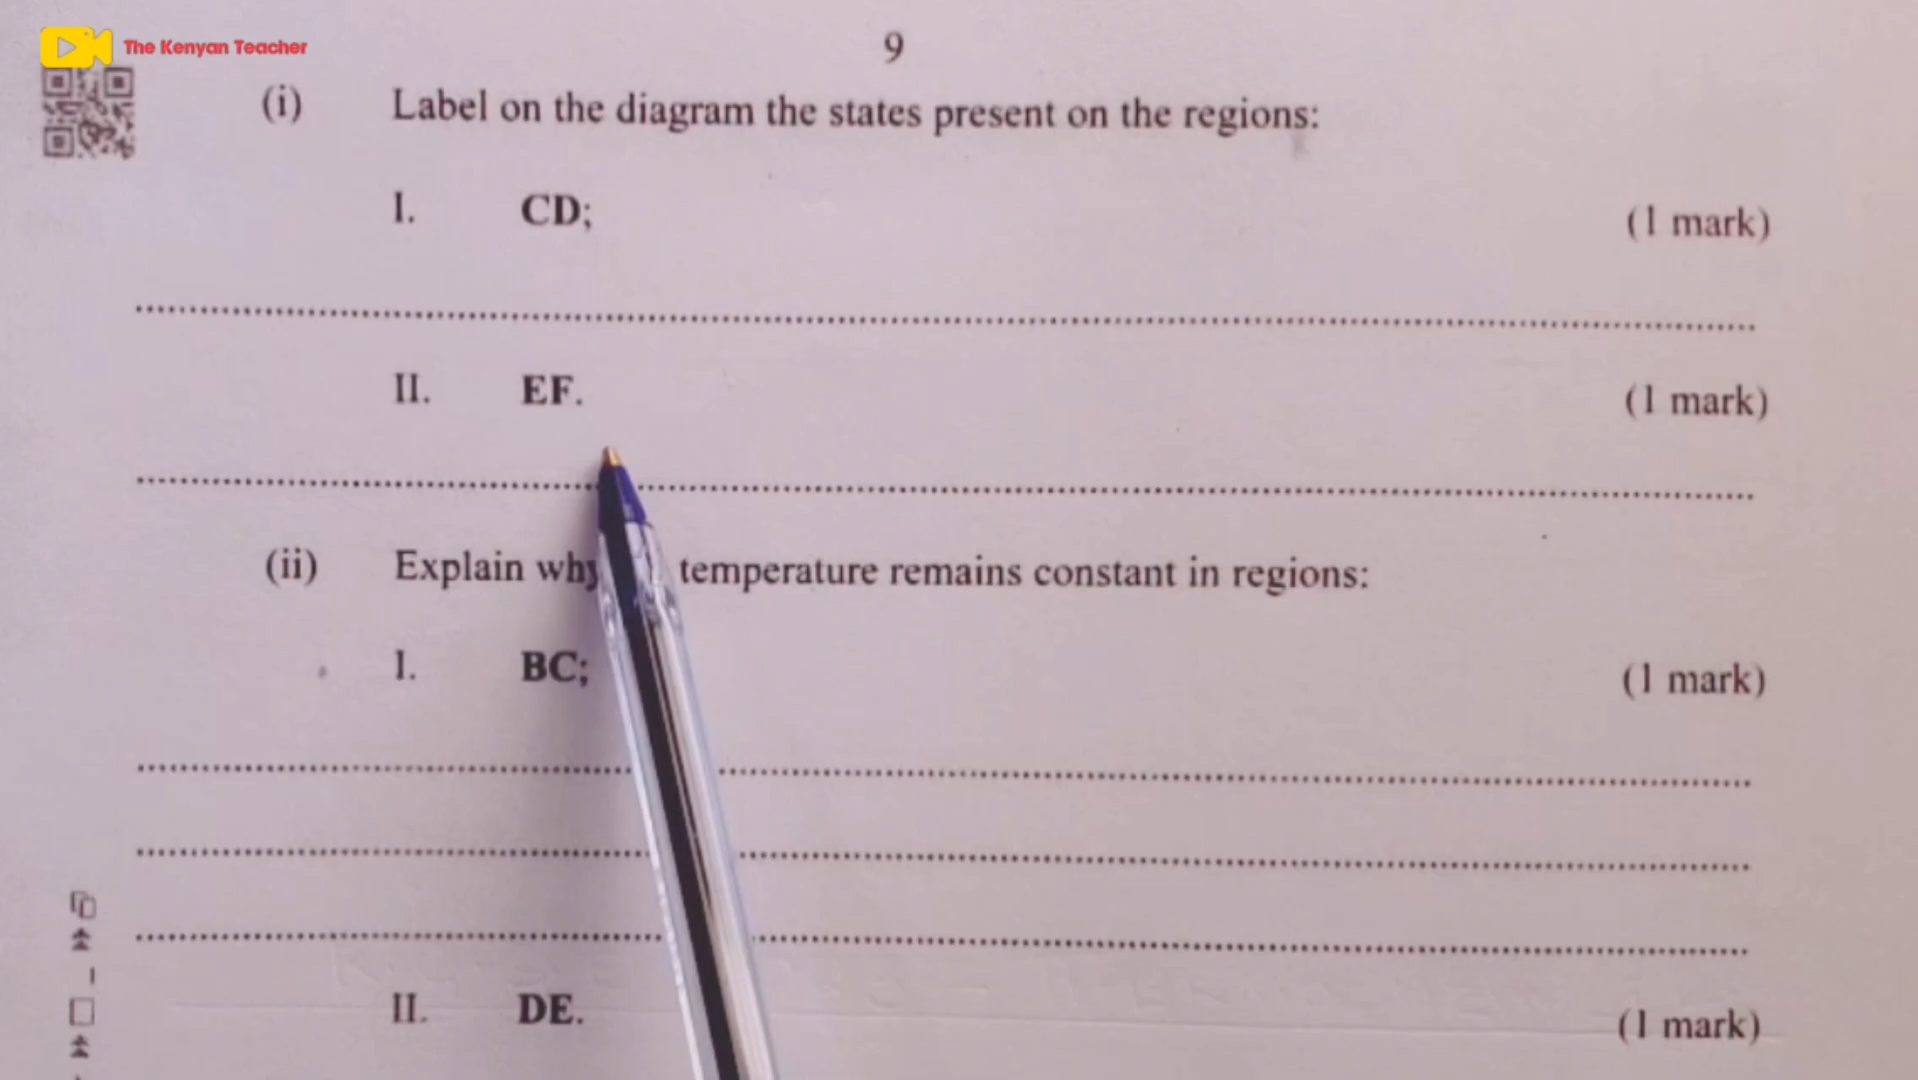 The Kenyan Teacher
9
(i) Label on the diagram the states present on the regions:
I. CD; (1 mark)
II. EF. (1 mark)
(ii) Explain why temperature remains constant in regions:
I. BC; (1 mark)
II. DE. (1 mark)